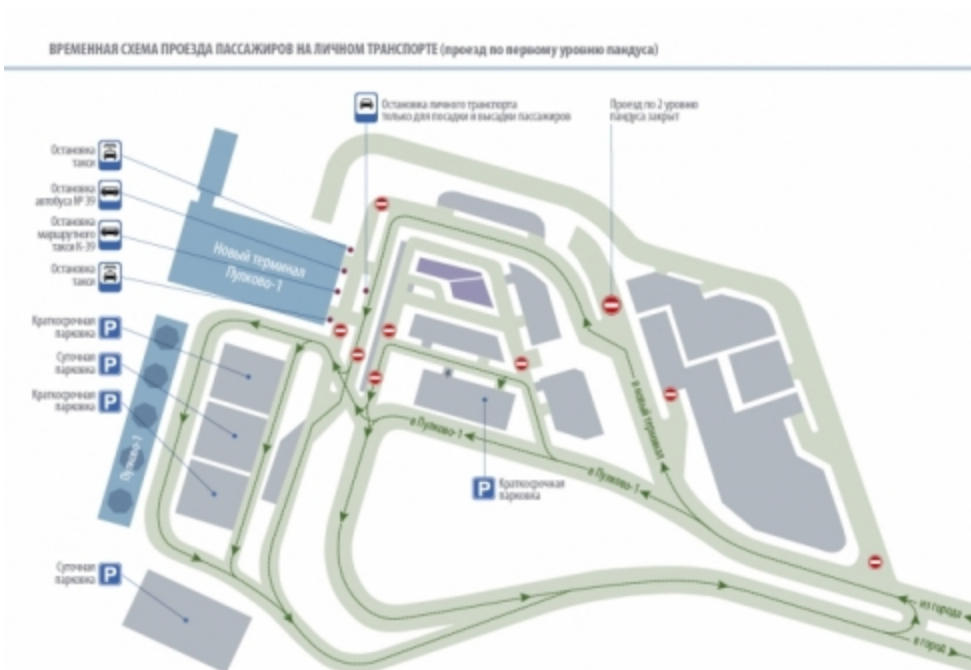 ВРЕМЕННАЯ СХЕМА ПРОЕЗДА ПАССАЖИРОВ НА ЛИЧНОМ ТРАНСПОРТЕ (проезд по первому уровню пандуса)
Остановка личного транспорта
только для посадки и высадки пассажиров
Проезд по 2 уровню
пандуса закрыт
Остановка
такси
Остановка
автобуса № 39
Остановка
маршрутного
такси К-39
Остановка
такси
Новый терминал
Пулково-1
Краткосрочная
парковка
P
Суточная
парковка
P
Краткосрочная
парковка
P
Пулково-1
в новый терминал
в Пулково-1
в Пулково-1
P
Краткосрочная
парковка
Суточная
парковка
P
из города
в город